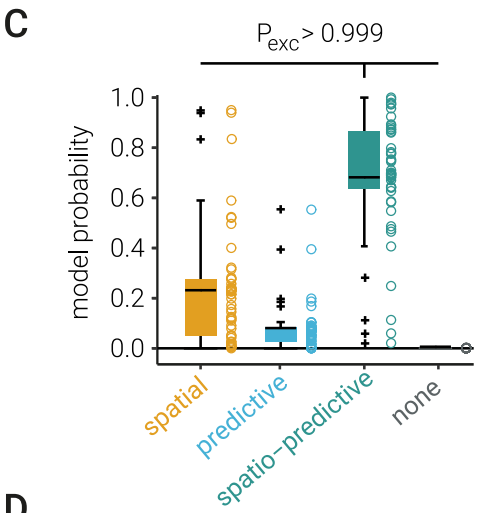 C
Pexc > 0.999
model probability
1.0
0.8
0.6
0.4
0.2
0.0
spatial
predictive
spatio-predictive
none
D